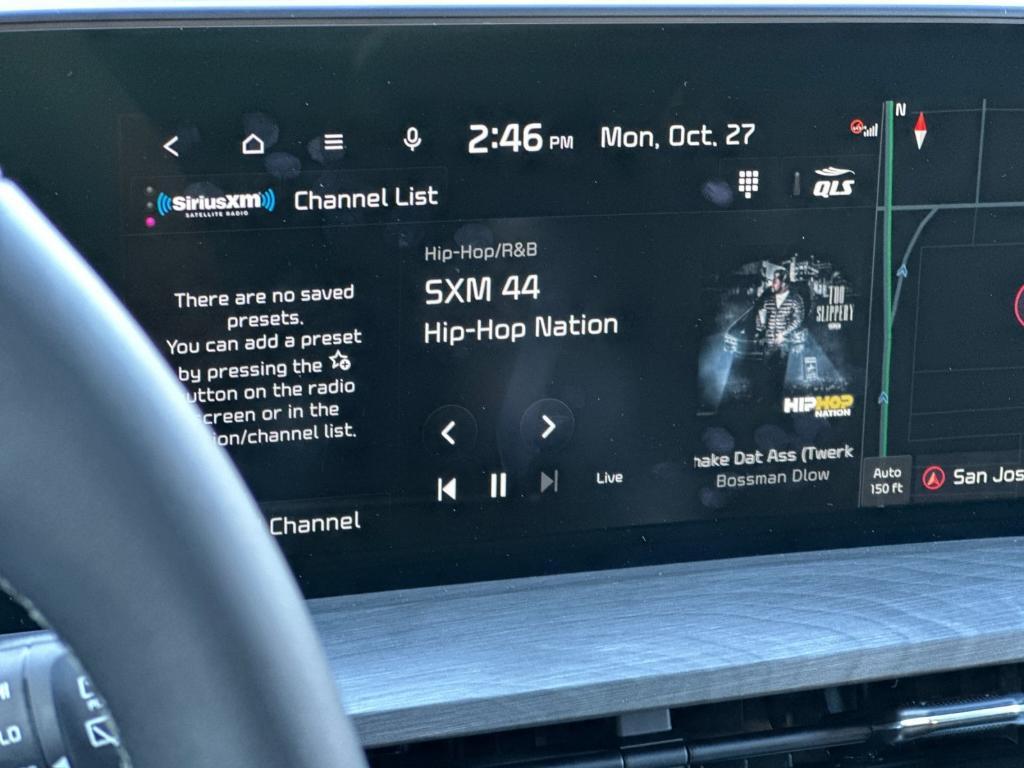 2:46 PM Mon, Oct. 27
N
SiriusXM
SATELLITE RADIO
Channel List
QLS
There are no saved
presets.
You can add a preset
by pressing the
utton on the radio
creen or in the
ion/channel list.
Channel
Hip-Hop/R&B
SXM 44
Hip-Hop Nation
Live
TOO
SLIPPERY
HIPHOP
NATION
hake Dat Ass (Twerk
Bossman Dlow
Auto
150 ft
San Jos
LO